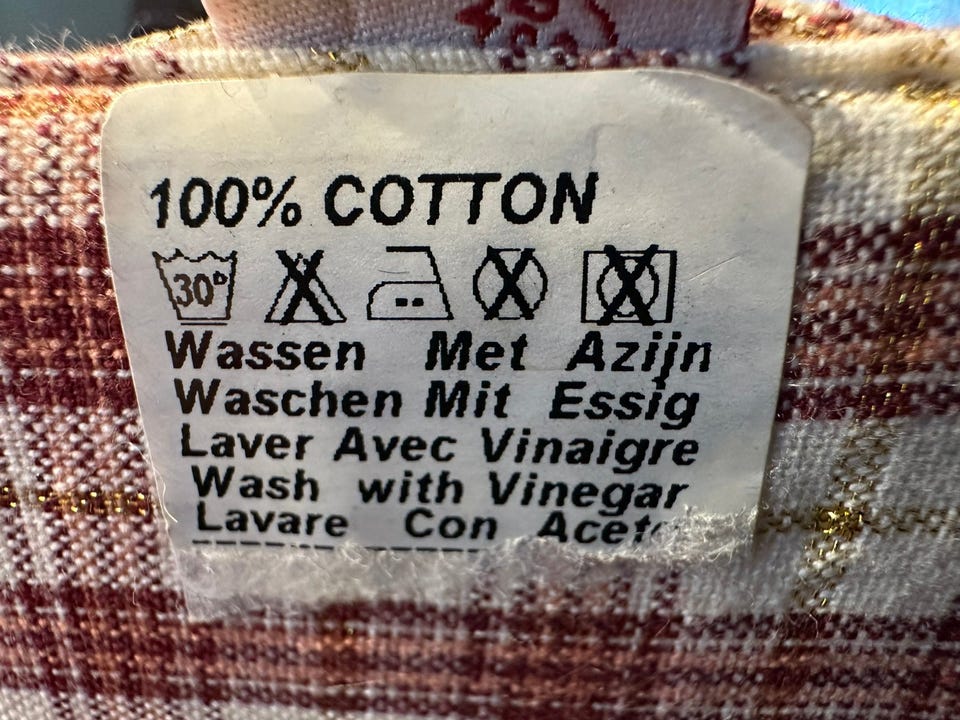 100% COTTON
30°
Wassen Met Azijn
Waschen Mit Essig
Laver Avec Vinaigre
Wash with Vinegar
Lavare Con